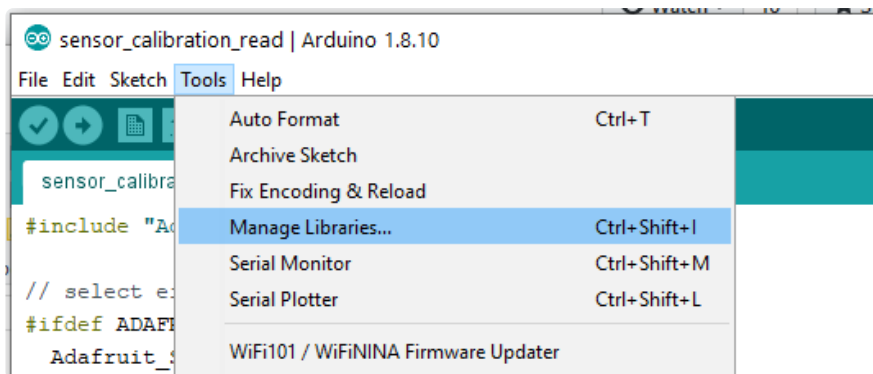 sensor_calibration_read | Arduino 1.8.10
File Edit Sketch Tools Help
Auto Format Ctrl+T
Archive Sketch
Fix Encoding & Reload
Manage Libraries... Ctrl+Shift+I
Serial Monitor Ctrl+Shift+M
Serial Plotter Ctrl+Shift+L
WiFi101 / WiFiNINA Firmware Updater
sensor_calibra
#include "Ad
// select ei
#ifdef ADAF
Adafruit_S